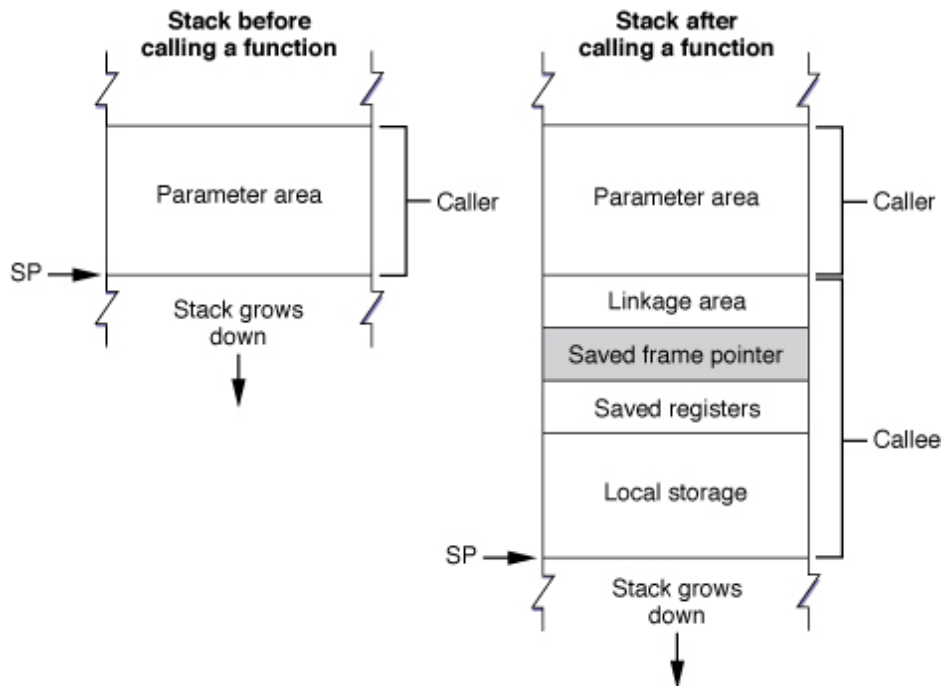 Stack before
calling a function
Parameter area
Caller
SP
Stack grows
down
Stack after
calling a function
Parameter area
Caller
Linkage area
Saved frame pointer
Saved registers
Callee
Local storage
SP
Stack grows
down